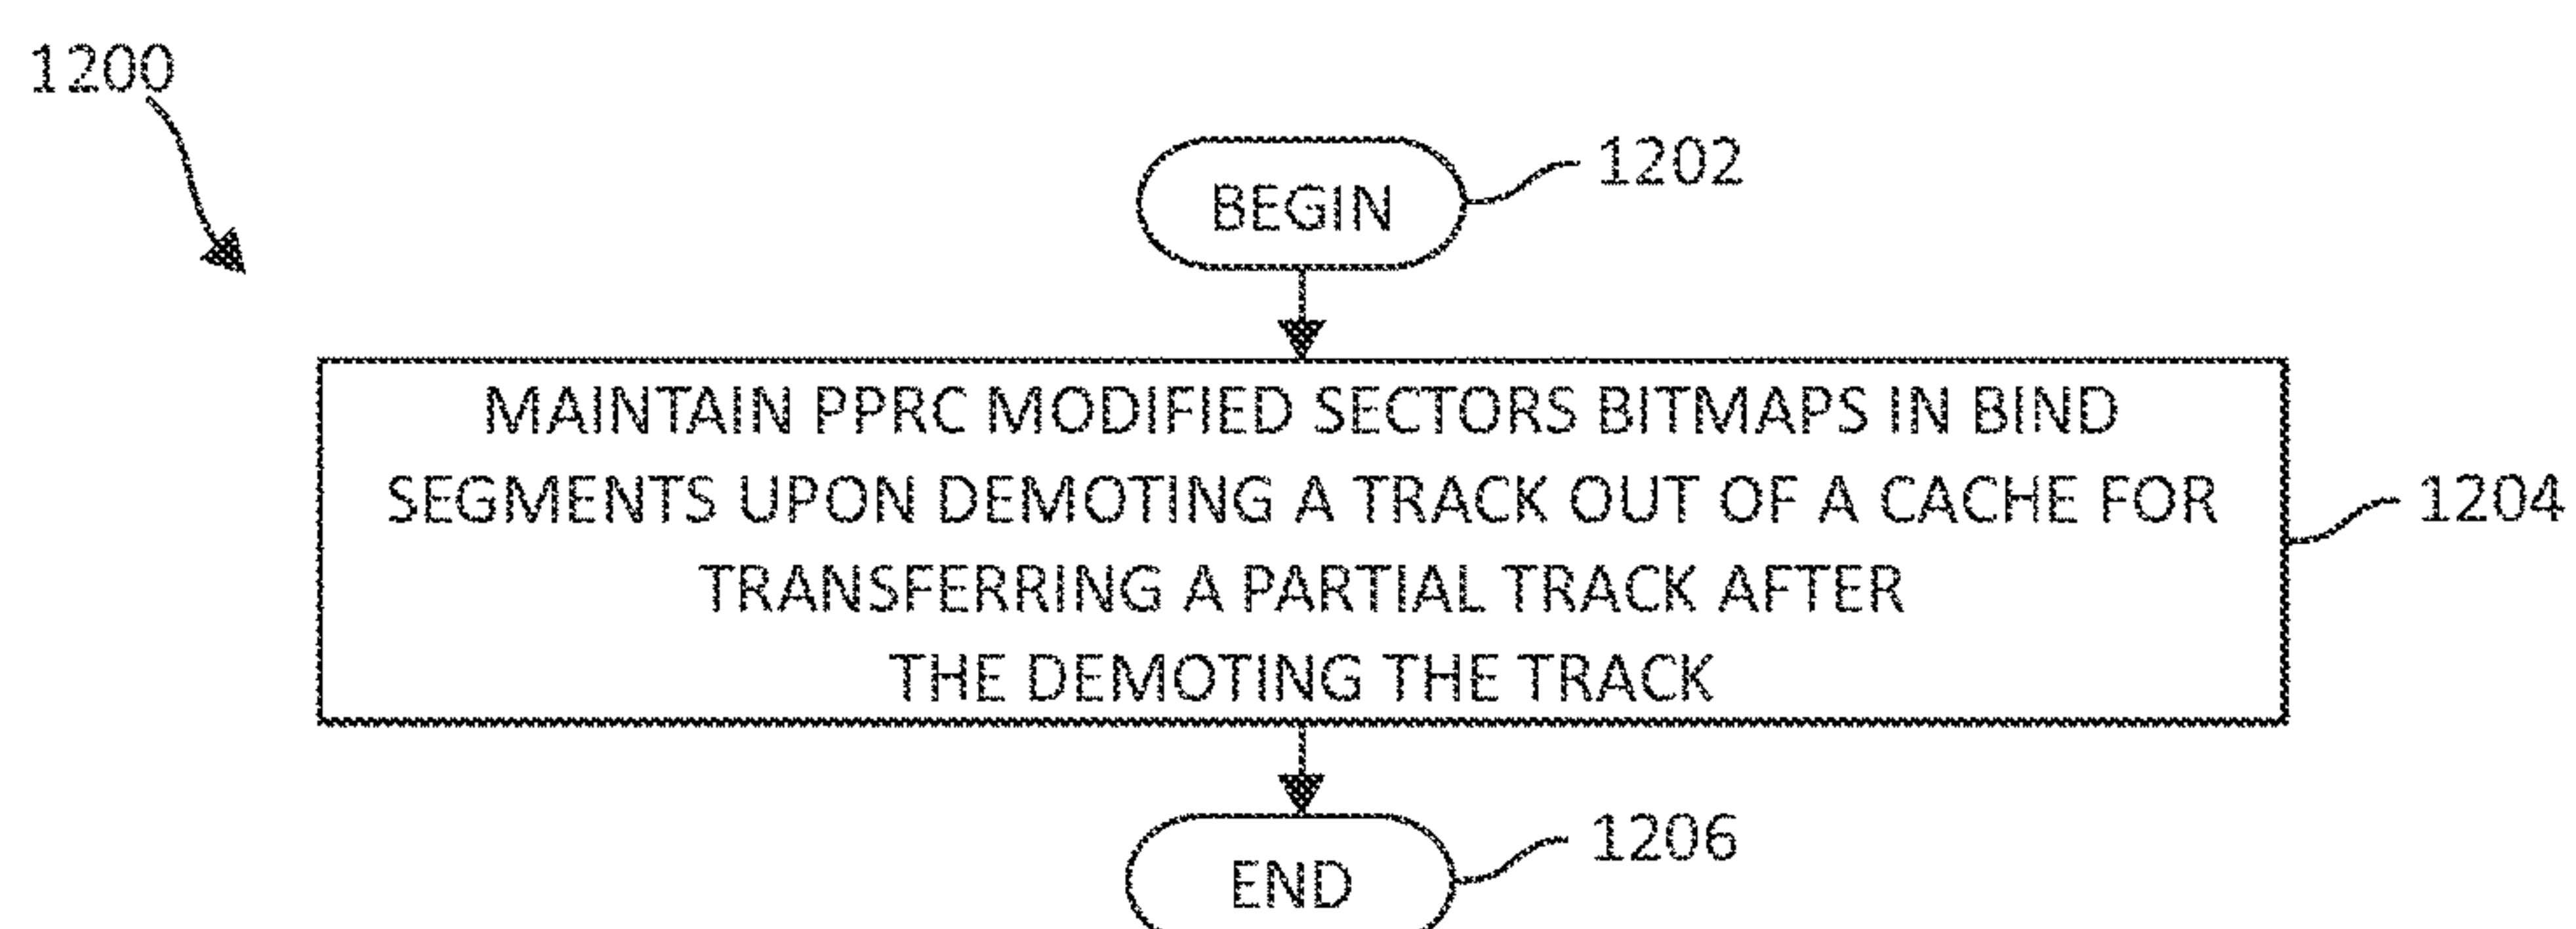 1200
BEGIN
1202
MAINTAIN PPRC MODIFIED SECTORS BITMAPS IN BIND
SEGMENTS UPON DEMOTING A TRACK OUT OF A CACHE FOR
TRANSFERRING A PARTIAL TRACK AFTER
THE DEMOTING THE TRACK
1204
END
1206